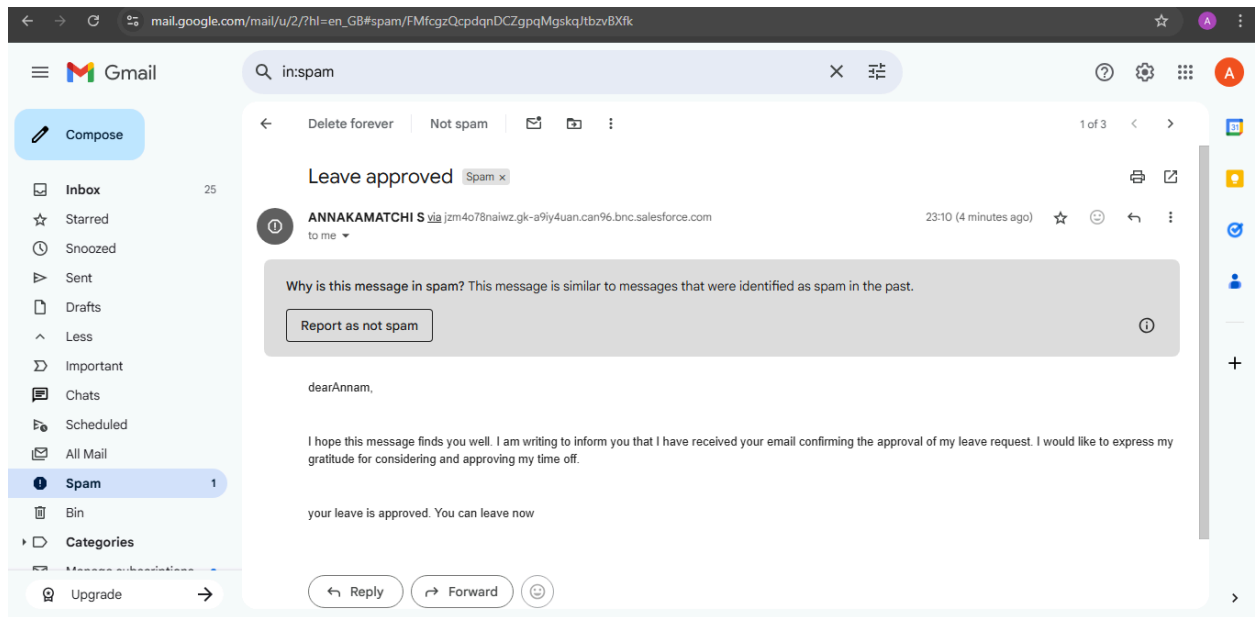 mail.google.com/mail/u/2/?hl=en_GB#spam/FMfcgzQcpdqnDCZgpqMgskqJtbzvBXfk
A
Gmail
in:spam
A
Compose
Delete forever
Not spam
1 of 3
31
Leave approved
Spam ×
Inbox 25
ANNAKAMATCHI S via jzm4o78naiwz.gk-a9iy4uan.can96.bnc.salesforce.com
23:10 (4 minutes ago)
to me
Starred
Snoozed
Sent
Drafts
Less
Important
Chats
Scheduled
All Mail
Spam 1
Bin
Categories
Manage subscriptions
Upgrade
Why is this message in spam? This message is similar to messages that were identified as spam in the past.
Report as not spam
dearAnnam,
I hope this message finds you well. I am writing to inform you that I have received your email confirming the approval of my leave request. I would like to express my
gratitude for considering and approving my time off.
your leave is approved. You can leave now
Reply
Forward